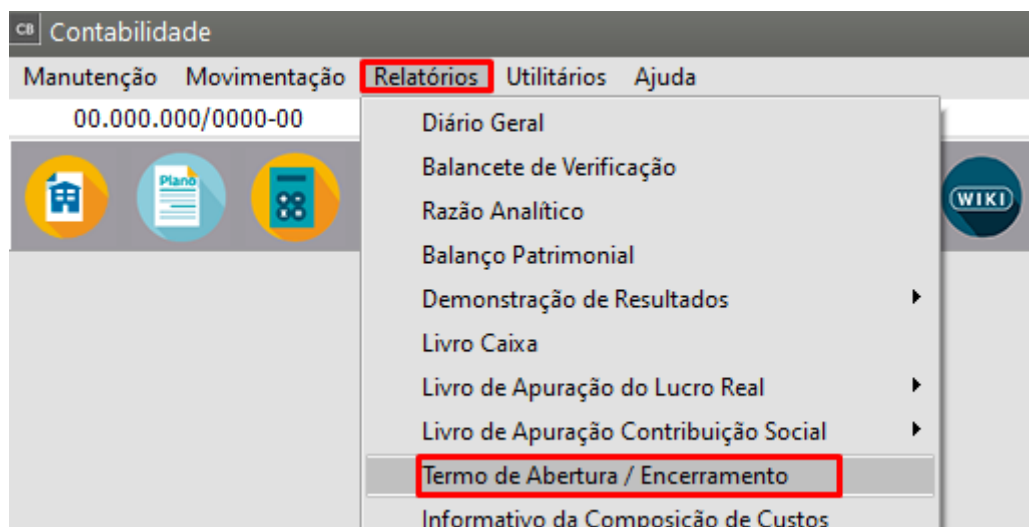 CB Contabilidade
Manutenção Movimentação Relatórios Utilitários Ajuda
00.000.000/0000-00
Plano
WIKI
Diário Geral
Balancete de Verificação
Razão Analítico
Balanço Patrimonial
Demonstração de Resultados
Livro Caixa
Livro de Apuração do Lucro Real
Livro de Apuração Contribuição Social
Termo de Abertura / Encerramento
Informativo da Composição de Custos